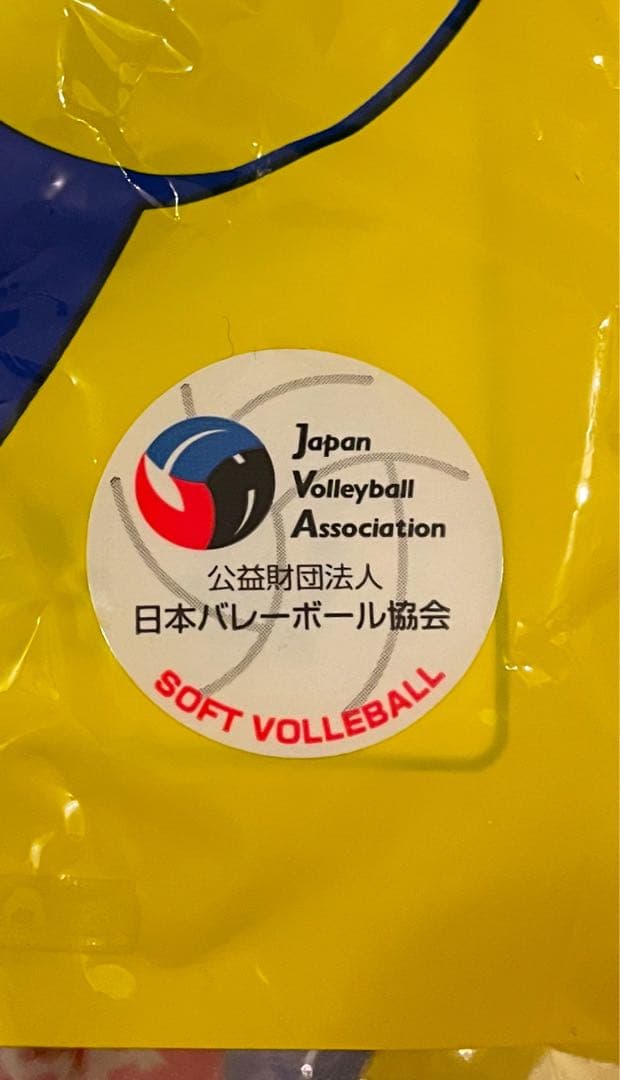 Japan
Volleyball
Association
公益財団法人
日本バレーボール協会
SOFT VOLLEBALL